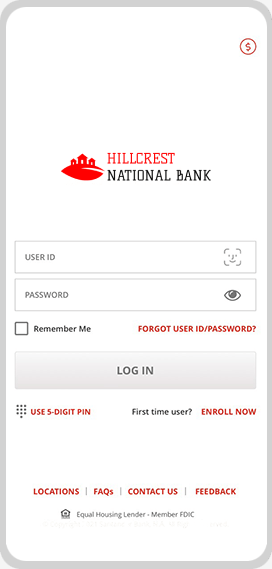 $
HILLCREST
NATIONAL BANK
USER ID
PASSWORD
Remember Me FORGOT USER ID/PASSWORD?
LOG IN
USE 5-DIGIT PIN First time user? ENROLL NOW
LOCATIONS | FAQs | CONTACT US | FEEDBACK
Equal Housing Lender - Member FDIC